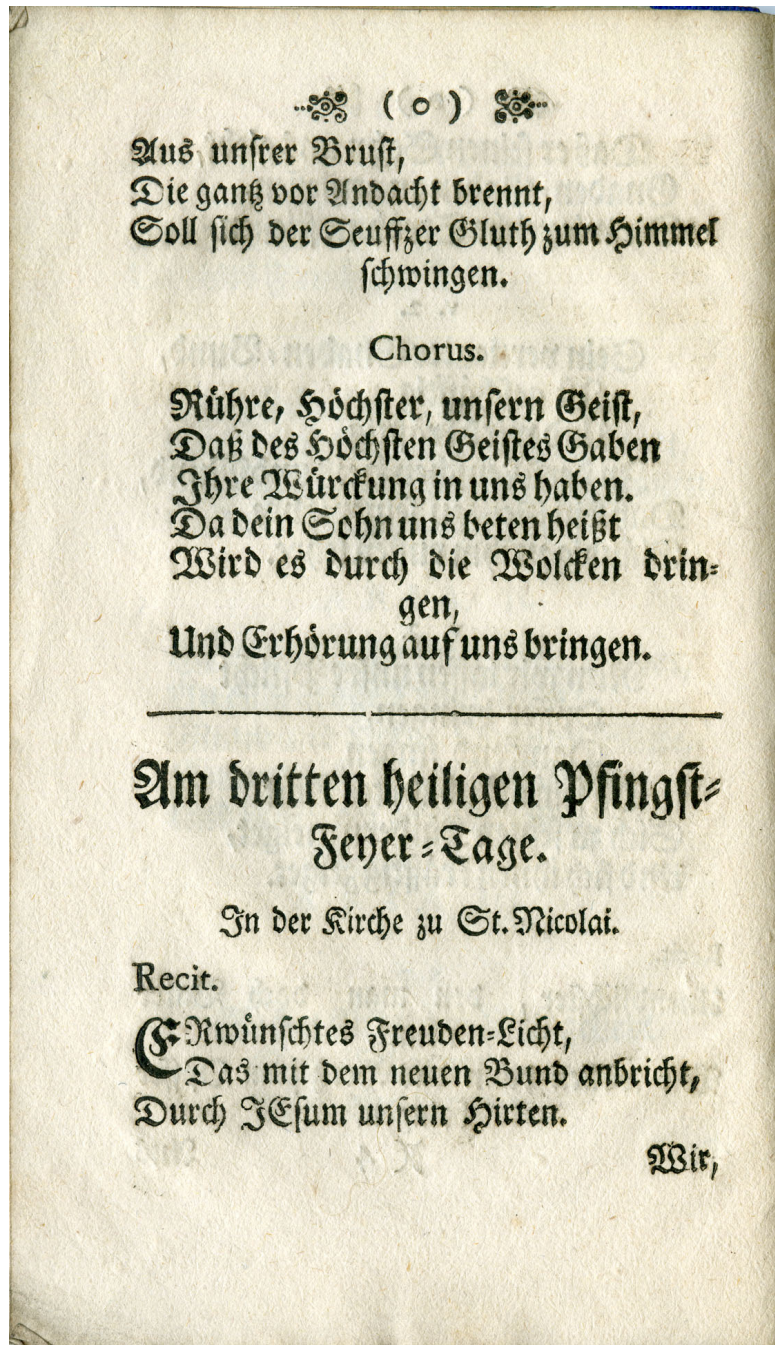 ( o )
Aus unsrer Brust,
Die gantz vor Andacht brennt,
Soll sich der Seuffzer Gluth zum Himmel
schwingen.
Chorus.
Rühre, Höchster, unsern Geist,
Daß des Höchsten Geistes Gaben
Ihre Würckung in uns haben.
Da dein Sohn uns beten heißt
Wird es durch die Wolcken drin-
gen,
Und Erhörung auf uns bringen.
Am dritten heiligen Pfingst-
Feyer-Tage.
In der Kirche zu St. Nicolai.
Recit.
ERwünschtes Freuden-Licht,
Das mit dem neuen Bund anbricht,
Durch JEsum unsern Hirten.
Wir,